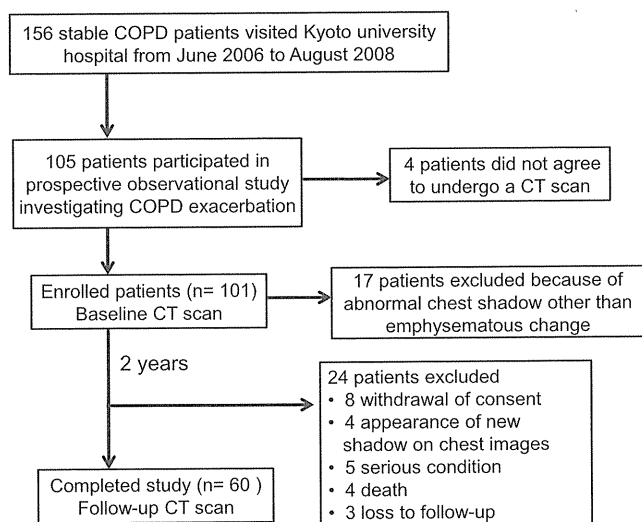 156 stable COPD patients visited Kyoto university
hospital from June 2006 to August 2008
105 patients participated in
prospective observational study
investigating COPD exacerbation
4 patients did not agree
to undergo a CT scan
Enrolled patients (n= 101)
Baseline CT scan
17 patients excluded because of
abnormal chest shadow other than
emphysematous change
2 years
24 patients excluded
• 8 withdrawal of consent
• 4 appearance of new
shadow on chest images
• 5 serious condition
• 4 death
• 3 loss to follow-up
Completed study (n= 60 )
Follow-up CT scan